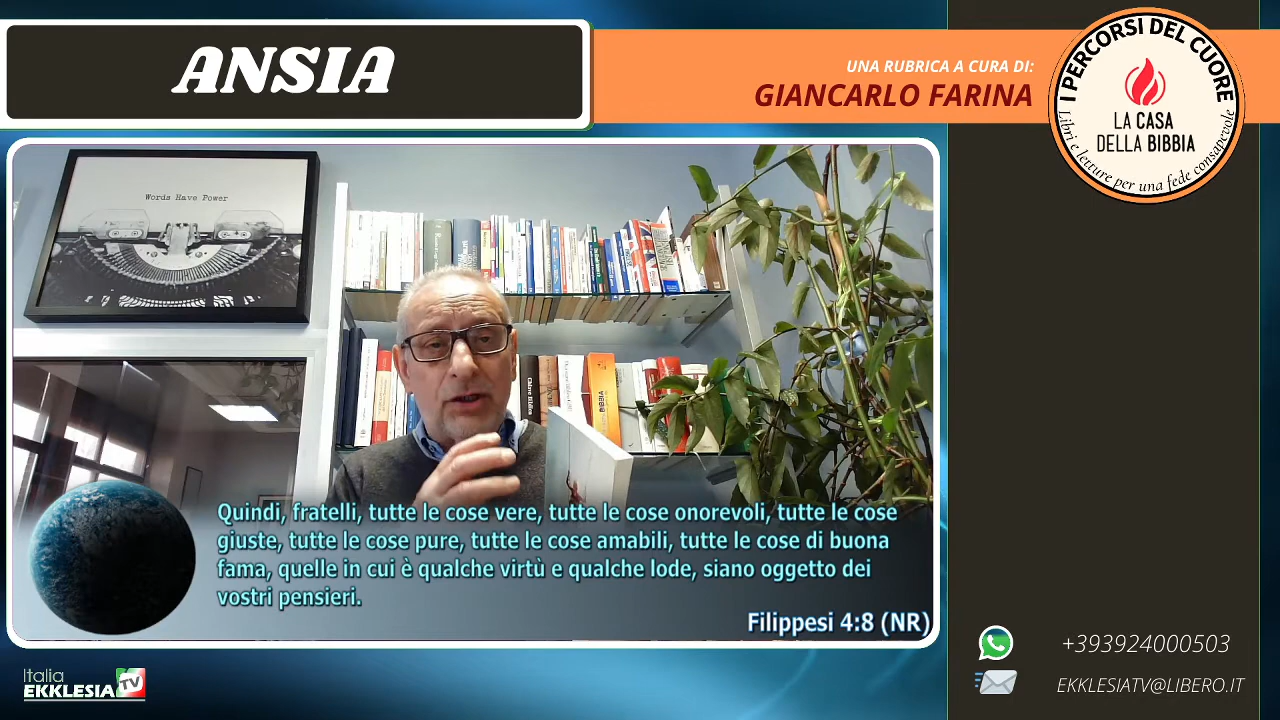 ANSIA
UNA RUBRICA A CURA DI:
GIANCARLO FARINA
I PERCORSI DEL CUORE
LA CASA
DELLA BIBBIA
Libri e letture per una fede consapevole
Words Have Power
BIBBIA
Quindi, fratelli, tutte le cose vere, tutte le cose onorevoli, tutte le cose
giuste, tutte le cose pure, tutte le cose amabili, tutte le cose di buona
fama, quelle in cui è qualche virtù e qualche lode, siano oggetto dei
vostri pensieri.
Filippesi 4:8 (NR)
Italia
EKKLESIA TV
+393924000503
EKKLESIATV@LIBERO.IT